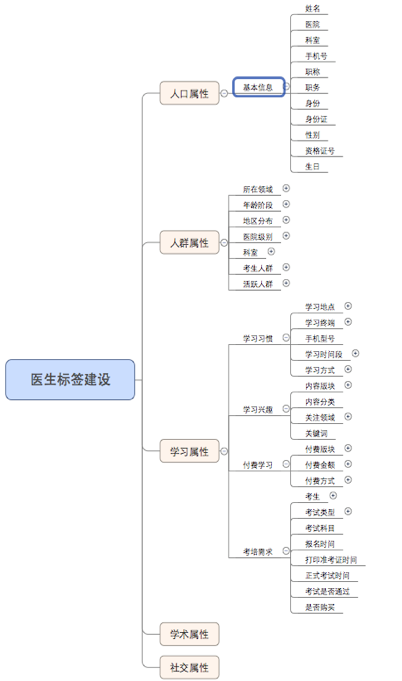 医生标签建设
人口属性
基本信息
姓名
医院
科室
手机号
职称
职务
身份
身份证
性别
资格证号
生日
人群属性
所在领域
年龄阶段
地区分布
医院级别
科室
考生人群
活跃人群
学习属性
学习习惯
学习地点
学习终端
手机型号
学习时间段
学习方式
学习兴趣
内容版块
内容分类
关注领域
关键词
付费学习
付费版块
付费金额
付费方式
考培需求
考生
考试类型
考试科目
报名时间
打印准考证时间
正式考试时间
考试是否通过
是否购买
学术属性
社交属性